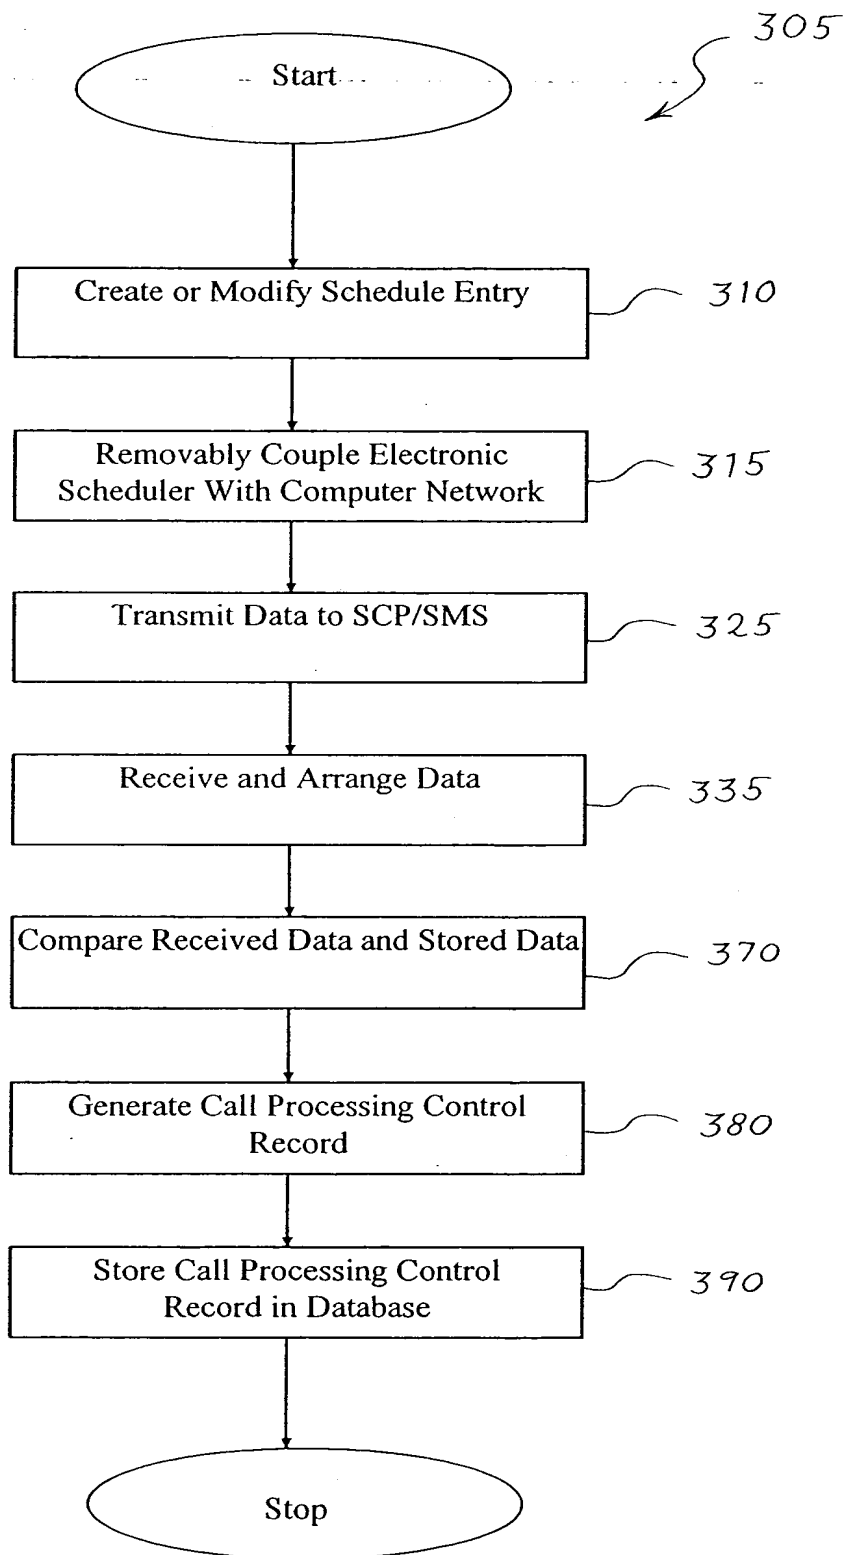 305
Start
Create or Modify Schedule Entry
310
Removably Couple Electronic
Scheduler With Computer Network
315
Transmit Data to SCP/SMS
325
Receive and Arrange Data
335
Compare Received Data and Stored Data
370
Generate Call Processing Control
Record
380
Store Call Processing Control
Record in Database
390
Stop